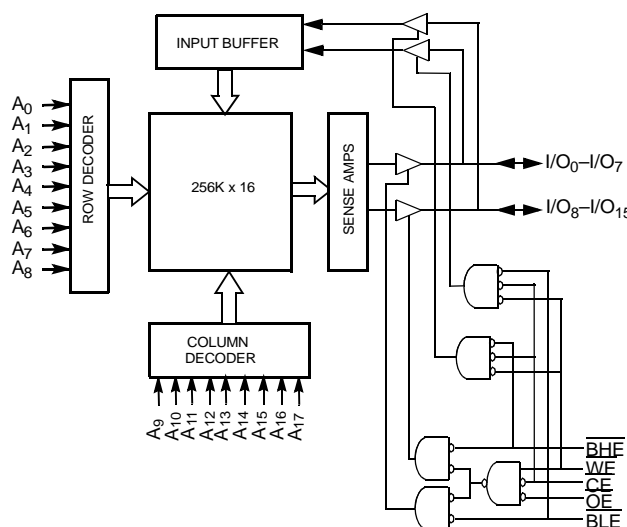 INPUT BUFFER
A0
A1
A2
A3
A4
A5
A6
A7
A8
ROW DECODER
256K x 16
SENSE AMPS
I/O0–I/O7
I/O8–I/O15
COLUMN
DECODER
A9
A10
A11
A12
A13
A14
A15
A16
A17
BHE
WE
CE
OE
BLE